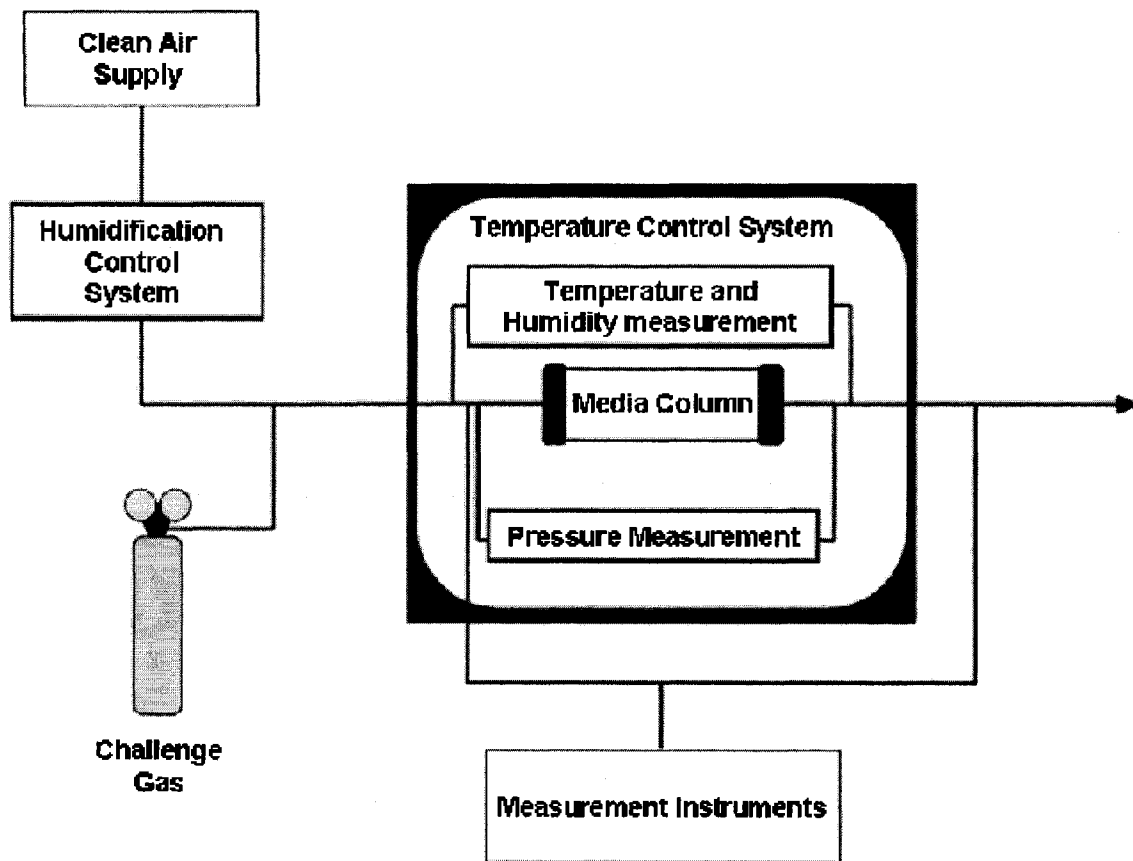 Clean Air
Supply
Humidification
Control
System
Temperature Control System
Temperature and
Humidity measurement
Media Column
Pressure Measurement
Challenge
Gas
Measurement Instruments